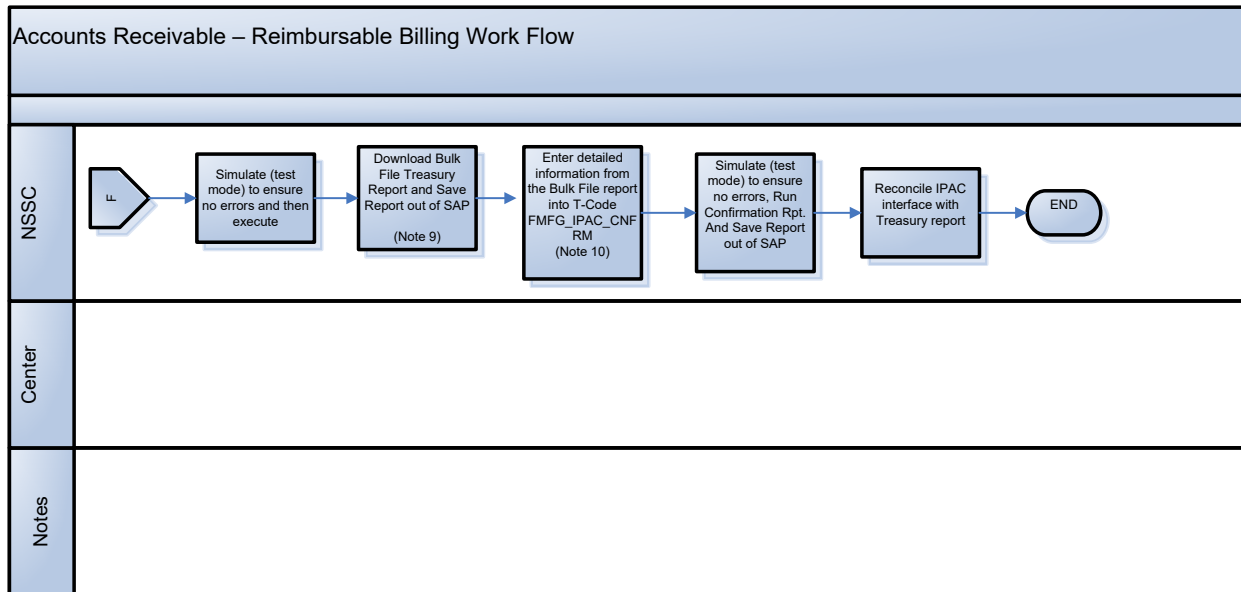 Accounts Receivable – Reimbursable Billing Work Flow
NSSC
F
Simulate (test
mode) to ensure
no errors and then
execute
Download Bulk
File Treasury
Report and Save
Report out of SAP
(Note 9)
Enter detailed
information from
the Bulk File report
into T-Code
FMFG_IPAC_CNF
RM
(Note 10)
Simulate (test
mode) to ensure
no errors, Run
Confirmation Rpt.
And Save Report
out of SAP
Reconcile IPAC
interface with
Treasury report
END
Center
Notes